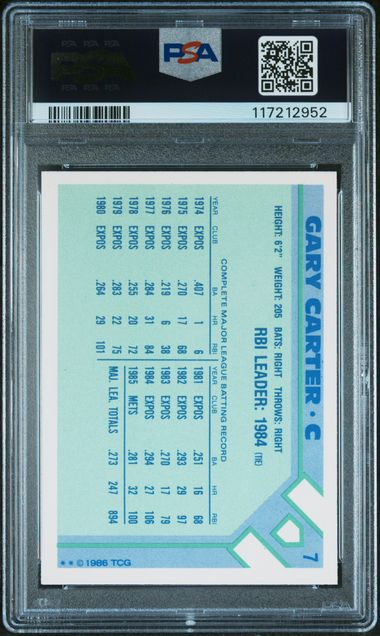 PSA
117212952
7
GARY CARTER • C
HEIGHT: 6'2" WEIGHT: 205 BATS: RIGHT THROWS: RIGHT
RBI LEADER: 1984 (TIE)
COMPLETE MAJOR LEAGUE BATTING RECORD
YEAR CLUB BA HR RBI YEAR CLUB BA HR RBI
1974 EXPOS .407 1 6 1981 EXPOS .251 16 68
1975 EXPOS .270 17 68 1982 EXPOS .293 29 97
1976 EXPOS .219 6 38 1983 EXPOS .270 17 79
1977 EXPOS .284 31 84 1984 EXPOS .294 27 106
1978 EXPOS .255 20 72 1985 METS .281 32 100
1979 EXPOS .283 22 75 MAJ. LEA. TOTALS .273 247 894
1980 EXPOS .264 29 101
** © 1986 TCG